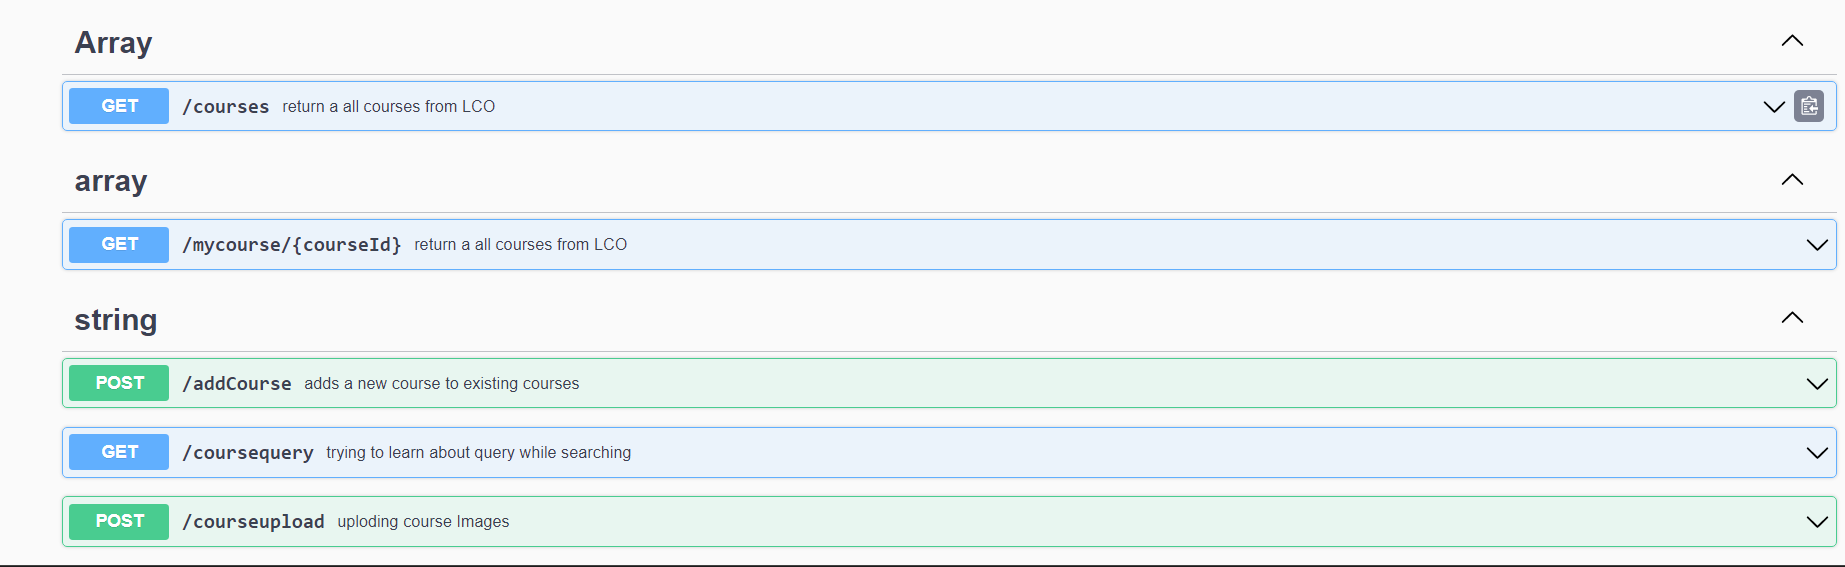 Array
GET /courses return a all courses from LCO
array
GET /mycourse/{courseId} return a all courses from LCO
string
POST /addCourse adds a new course to existing courses
GET /coursequery trying to learn about query while searching
POST /courseupload uploding course Images